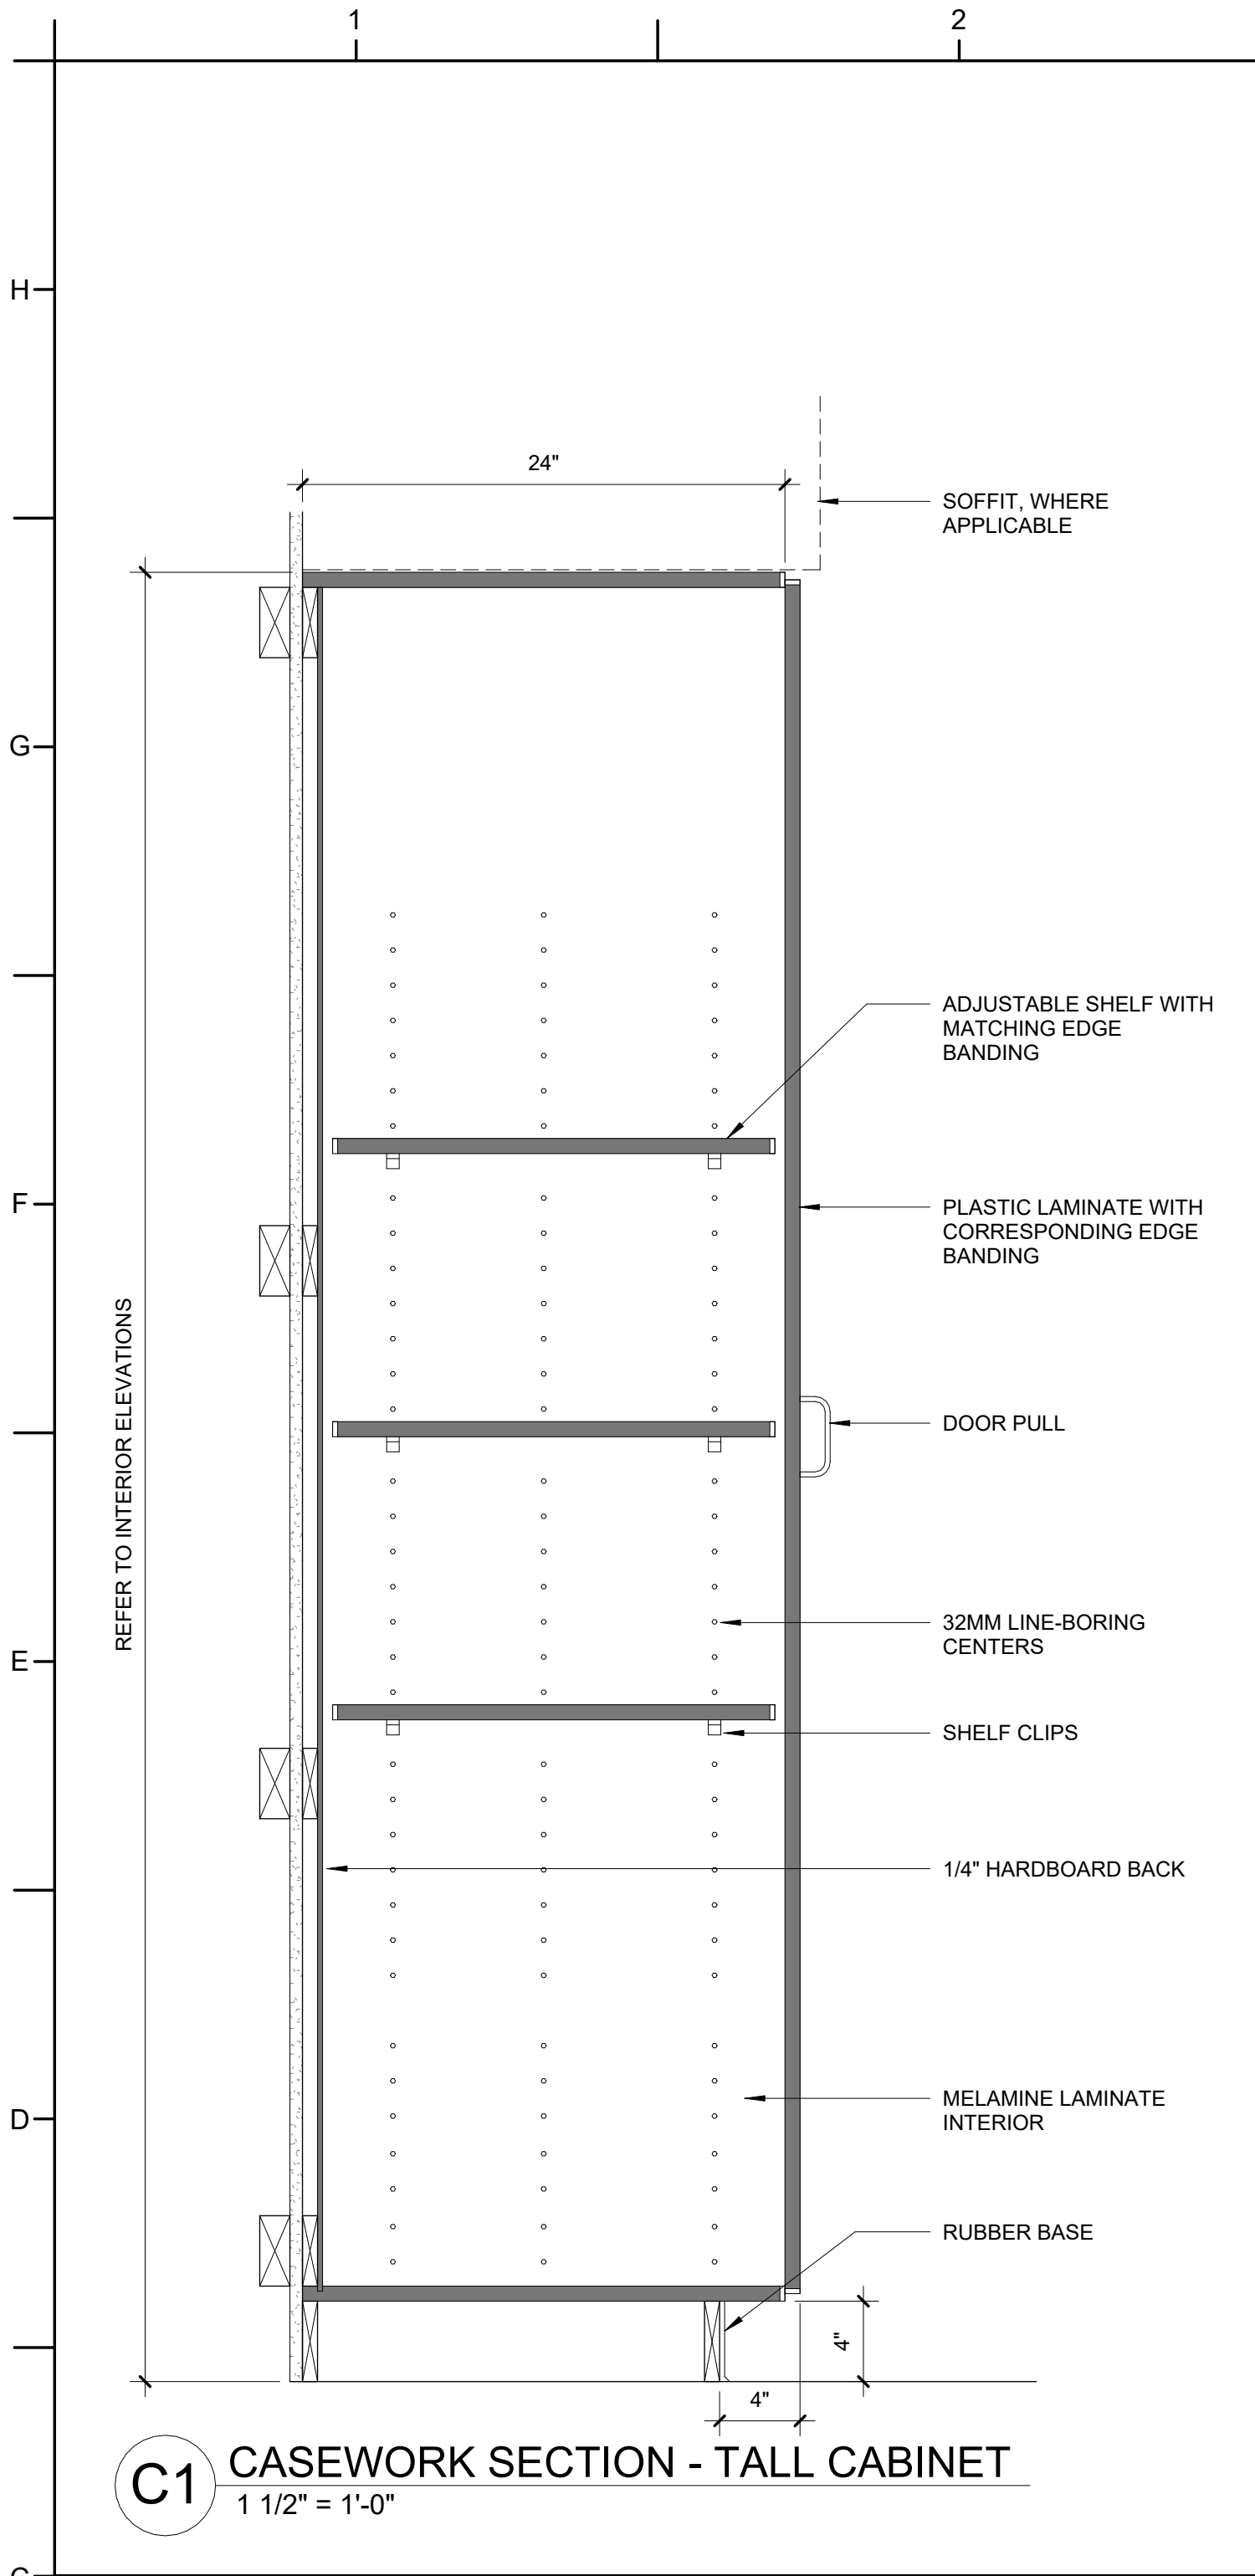 1
2
H
24"
SOFFIT, WHERE
APPLICABLE
G
ADJUSTABLE SHELF WITH
MATCHING EDGE
BANDING
F
PLASTIC LAMINATE WITH
CORRESPONDING EDGE
BANDING
REFER TO INTERIOR ELEVATIONS
DOOR PULL
32MM LINE-BORING
CENTERS
E
SHELF CLIPS
1/4" HARDBOARD BACK
MELAMINE LAMINATE
INTERIOR
D
RUBBER BASE
4"
4"
C1
CASEWORK SECTION - TALL CABINET
1 1/2" = 1'-0"